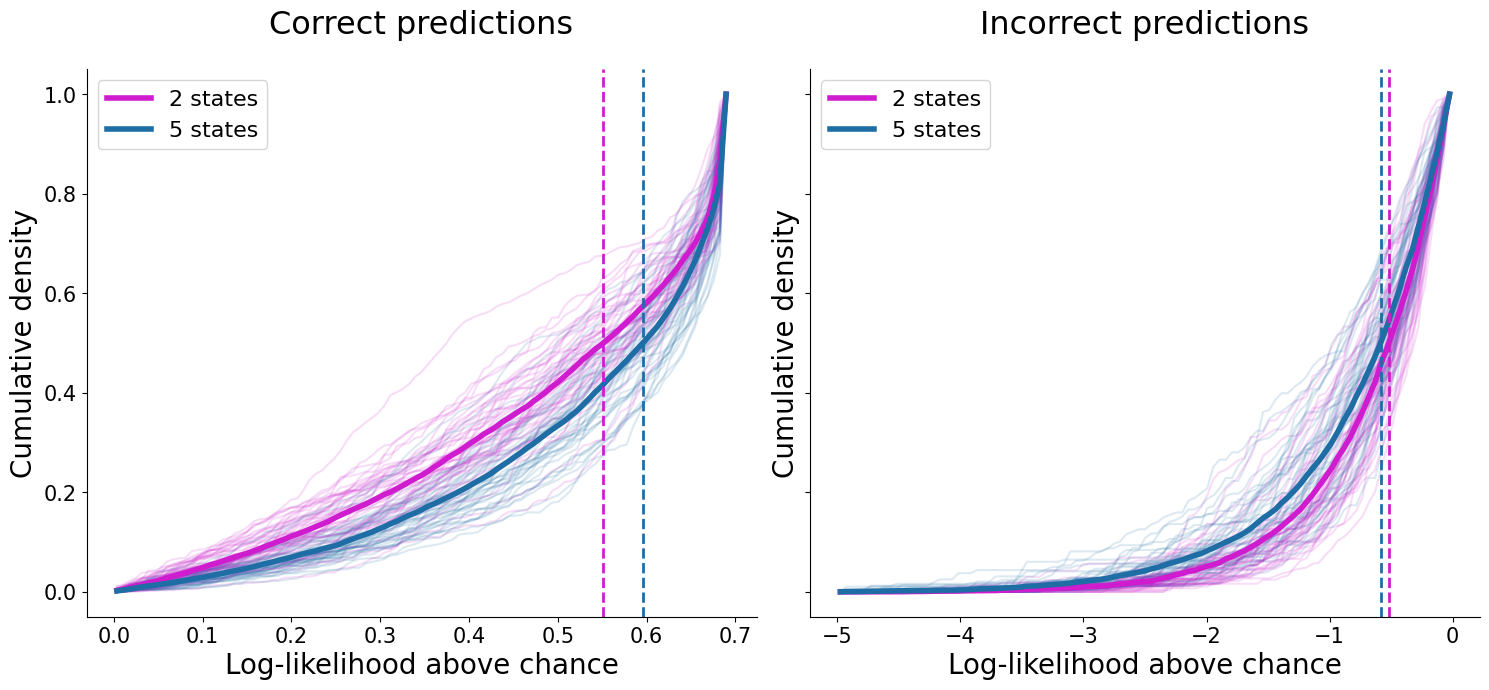 Correct predictions
2 states
5 states
Cumulative density
0.0
0.2
0.4
0.6
0.8
1.0
0.0 0.1 0.2 0.3 0.4 0.5 0.6 0.7
Log-likelihood above chance
Incorrect predictions
2 states
5 states
Cumulative density
−5 −4 −3 −2 −1 0
Log-likelihood above chance